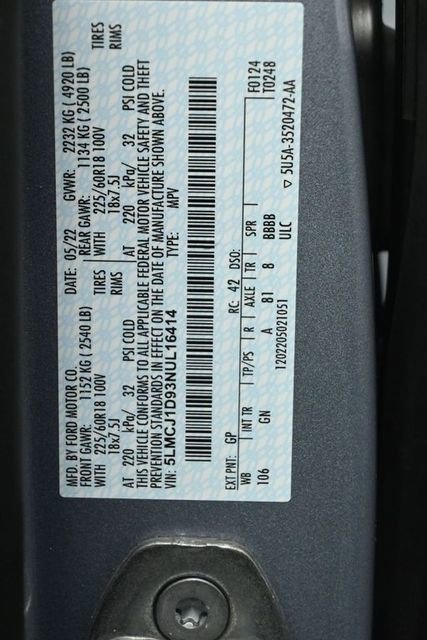 MFD. BY FORD MOTOR CO.
DATE: 05/22 GVWR: 2232 KG ( 4920 LB)
FRONT GAWR: 1152 KG ( 2540 LB) REAR GAWR: 1134 KG ( 2500 LB)
WITH 225/60R18 100V TIRES WITH 225/60R18 100V TIRES
18x7.5J RIMS 18x7.5J RIMS
AT 220 kPa/ 32 PSI COLD AT 220 kPa/ 32 PSI COLD
THIS VEHICLE CONFORMS TO ALL APPLICABLE FEDERAL MOTOR VEHICLE SAFETY AND THEFT
PREVENTION STANDARDS IN EFFECT ON THE DATE OF MANUFACTURE SHOWN ABOVE.
VIN: 5LMCJ1D93NUL16414 TYPE: MPV
F0124
T0248
EXT PNT: GP RC: 42 DSO:
WB INT TR TP/PS R AXLE TR SPR
106 GN A 81 8 BBBB
ULC
1202205021051 ▽ 5U5A-3520472-AA